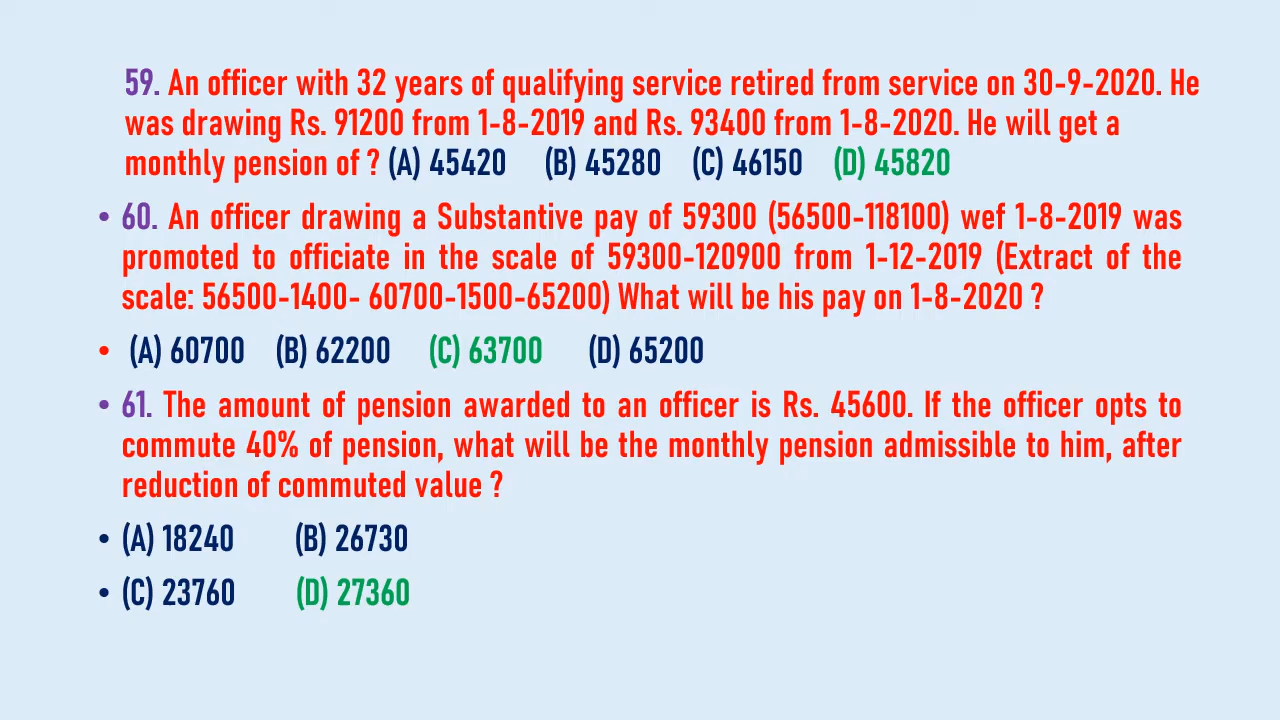 59. An officer with 32 years of qualifying service retired from service on 30-9-2020. He
was drawing Rs. 91200 from 1-8-2019 and Rs. 93400 from 1-8-2020. He will get a
monthly pension of ? (A) 45420 (B) 45280 (C) 46150 (D) 45820
• 60. An officer drawing a Substantive pay of 59300 (56500-118100) wef 1-8-2019 was
promoted to officiate in the scale of 59300-120900 from 1-12-2019 (Extract of the
scale: 56500-1400- 60700-1500-65200) What will be his pay on 1-8-2020 ?
• (A) 60700 (B) 62200 (C) 63700 (D) 65200
• 61. The amount of pension awarded to an officer is Rs. 45600. If the officer opts to
commute 40% of pension, what will be the monthly pension admissible to him, after
reduction of commuted value ?
• (A) 18240 (B) 26730
• (C) 23760 (D) 27360